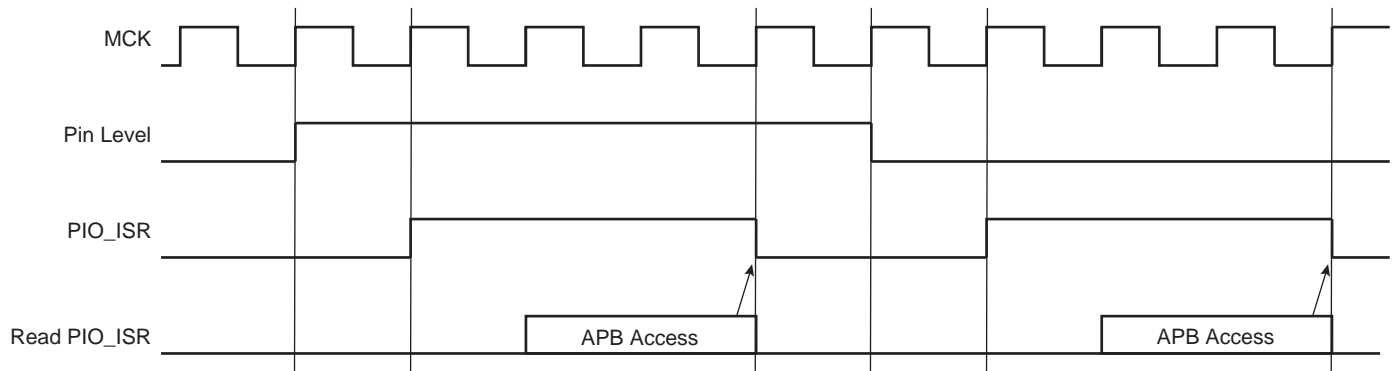 MCK
Pin Level
PIO_ISR
Read PIO_ISR
APB Access
APB Access